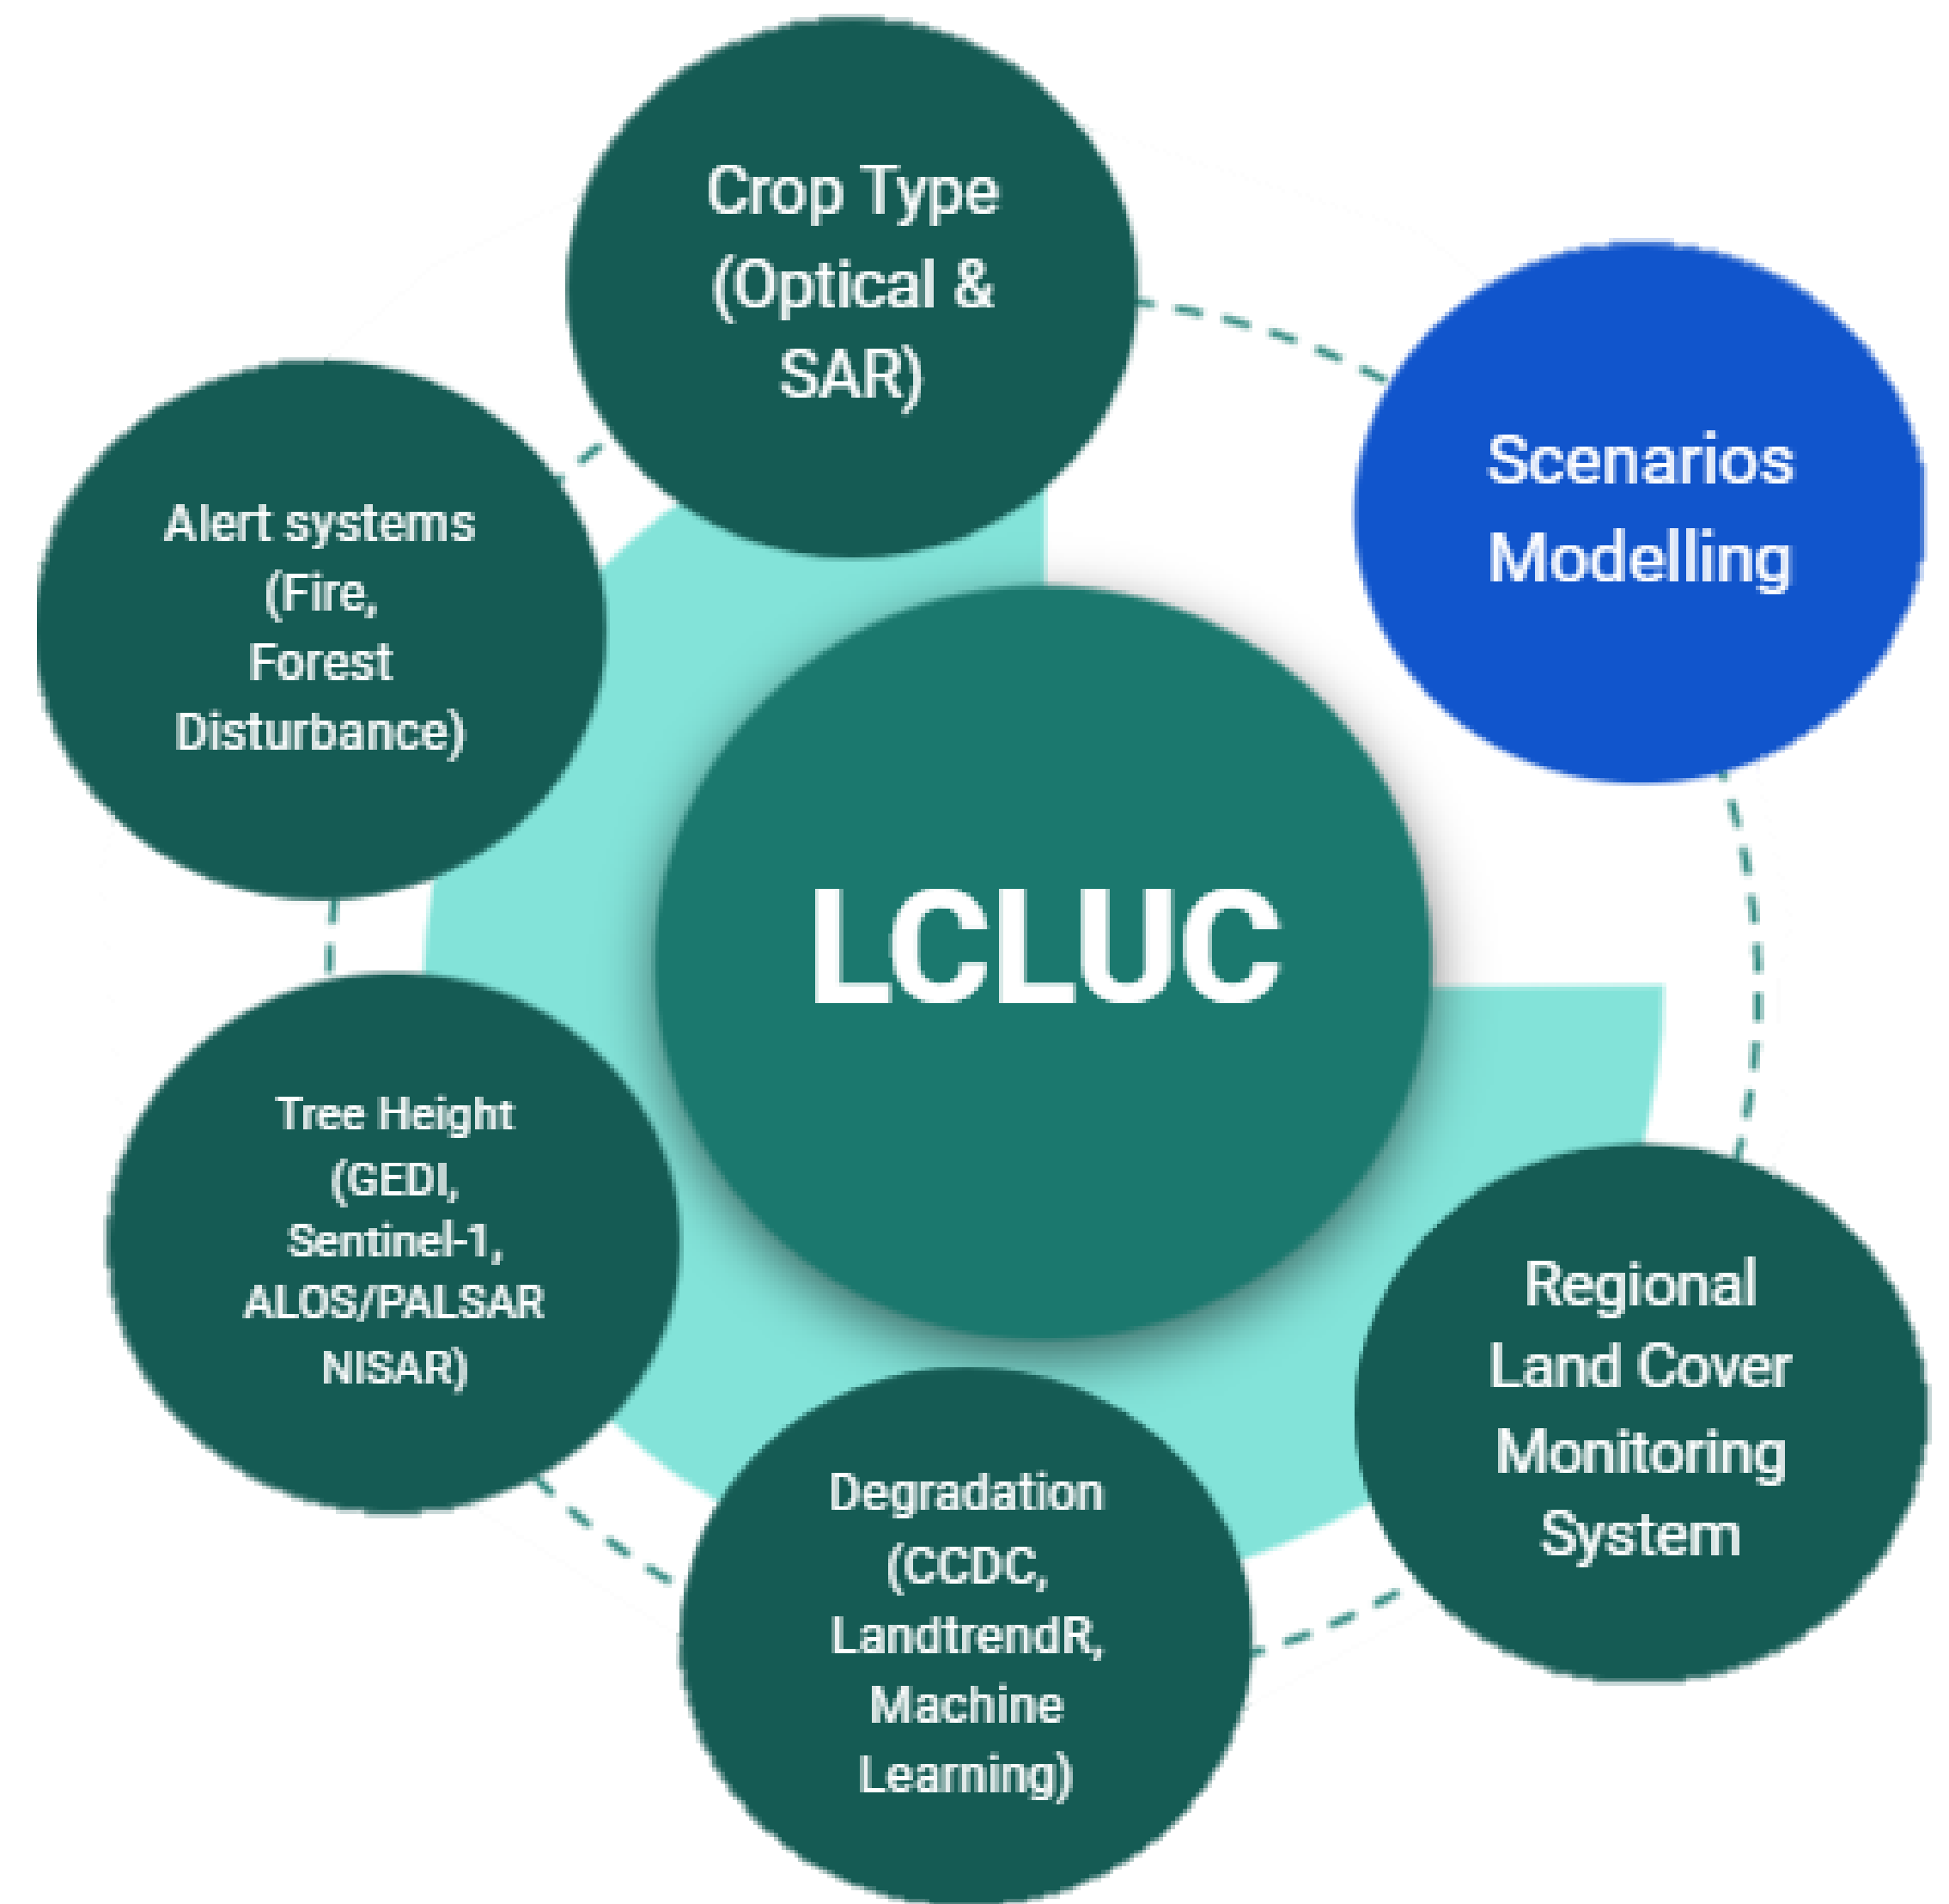 Crop Type
(Optical &
SAR)
Scenarios
Modelling
Alert systems
(Fire,
Forest
Disturbance)
LCLUC
Tree Height
(GEDI,
Sentinel-1,
ALOS/PALSAR
NISAR)
Regional
Land Cover
Monitoring
System
Degradation
(CCDC,
LandtrendR,
Machine
Learning)